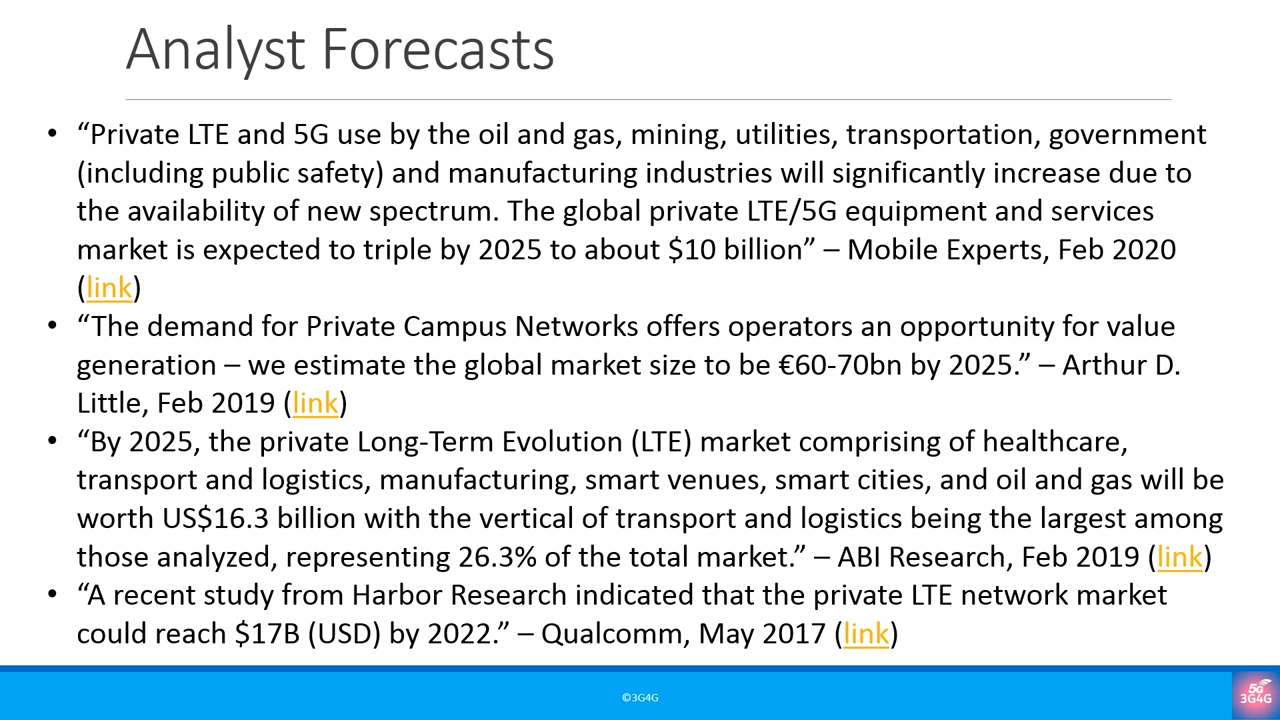 Analyst Forecasts
• “Private LTE and 5G use by the oil and gas, mining, utilities, transportation, government
(including public safety) and manufacturing industries will significantly increase due to
the availability of new spectrum. The global private LTE/5G equipment and services
market is expected to triple by 2025 to about $10 billion” – Mobile Experts, Feb 2020
(link)
• “The demand for Private Campus Networks offers operators an opportunity for value
generation – we estimate the global market size to be €60-70bn by 2025.” – Arthur D.
Little, Feb 2019 (link)
• “By 2025, the private Long-Term Evolution (LTE) market comprising of healthcare,
transport and logistics, manufacturing, smart venues, smart cities, and oil and gas will be
worth US$16.3 billion with the vertical of transport and logistics being the largest among
those analyzed, representing 26.3% of the total market.” – ABI Research, Feb 2019 (link)
• “A recent study from Harbor Research indicated that the private LTE network market
could reach $17B (USD) by 2022.” – Qualcomm, May 2017 (link)
©3G4G
5G
3G4G